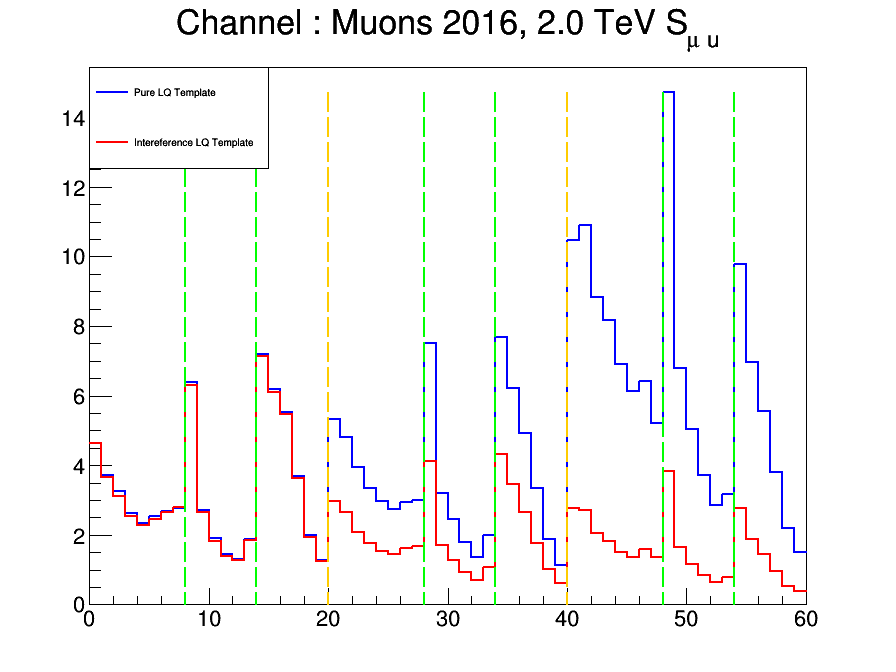 Channel : Muons 2016, 2.0 TeV S μ u
Pure LQ Template
Intereference LQ Template
14
12
10
8
6
4
2
0
0 10 20 30 40 50 60